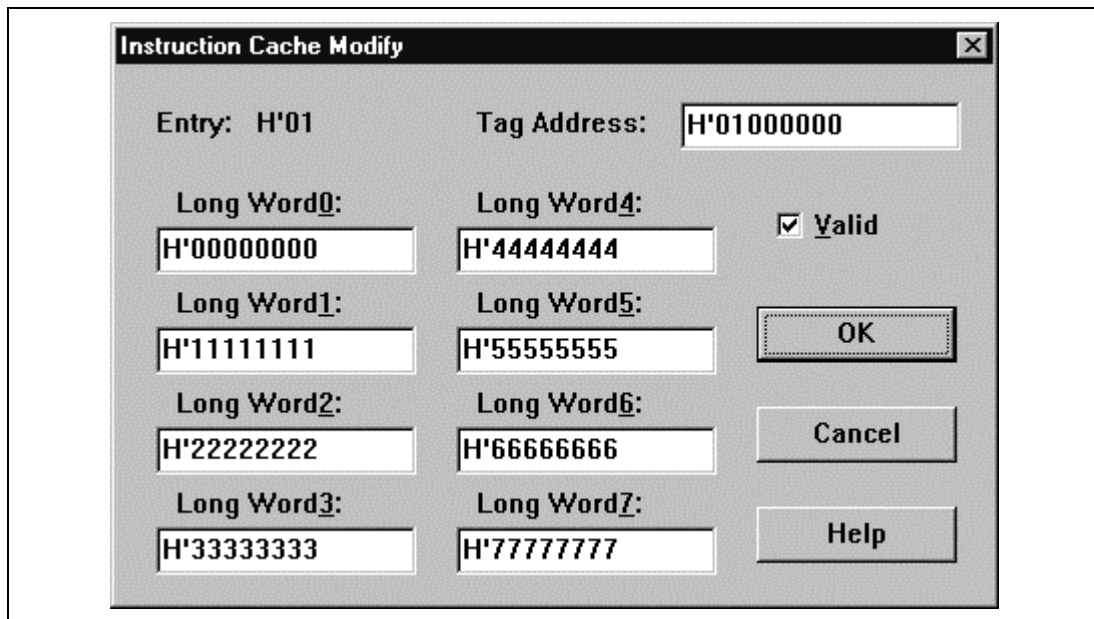 Instruction Cache Modify
Entry: H'01 Tag Address: H'01000000
Long Word0: Long Word4:
H'00000000 H'44444444
Valid
Long Word1: Long Word5:
H'11111111 H'55555555
OK
Long Word2: Long Word6:
H'22222222 H'66666666
Cancel
Long Word3: Long Word7:
H'33333333 H'77777777
Help